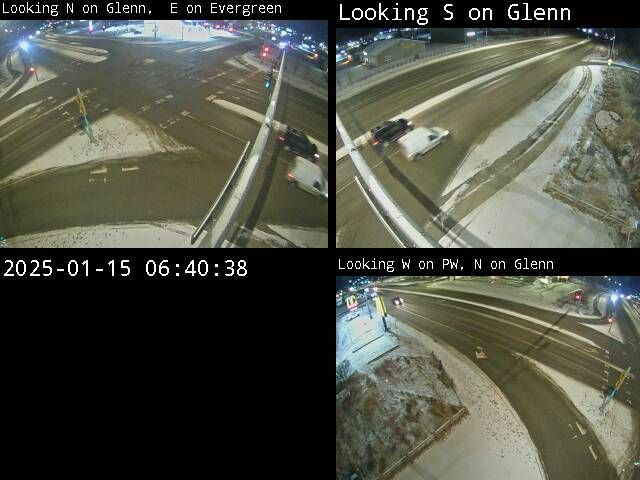 Looking N on Glenn,  E on Evergreen
Looking S on Glenn
2025-01-15 06:40:38
Looking W on PW, N on Glenn